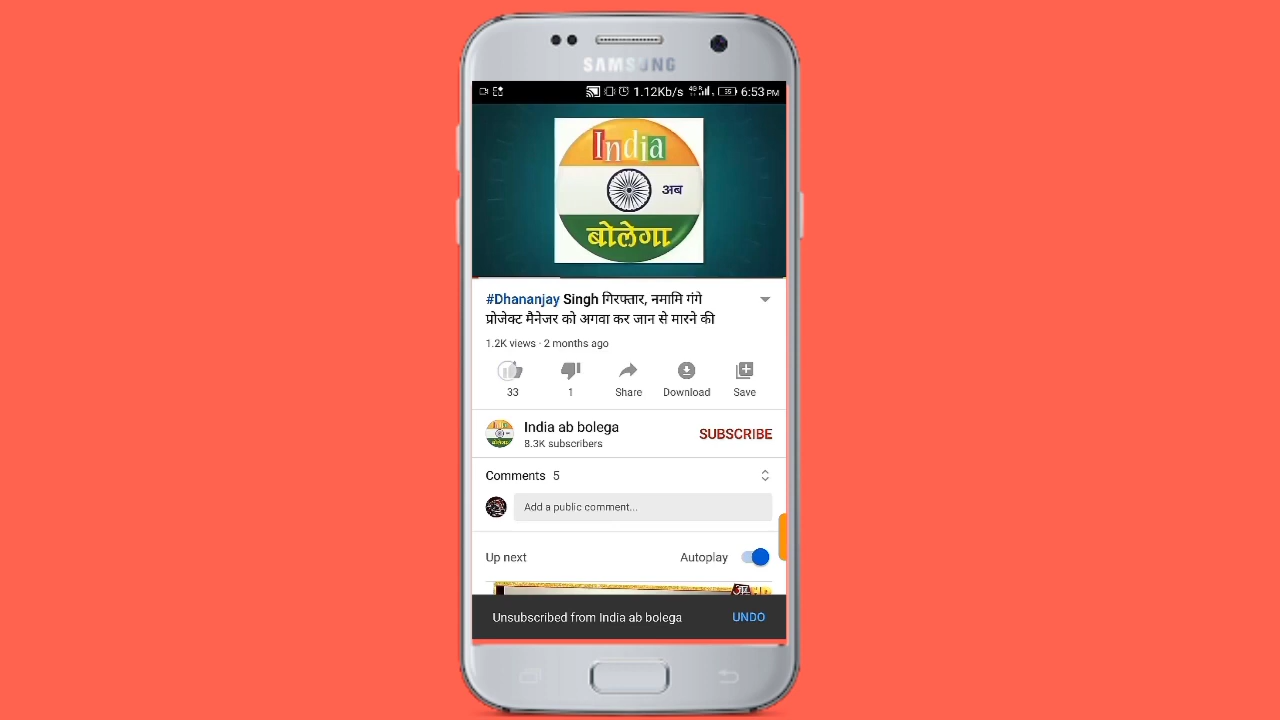 SAMSUNG
1.12Kb/s 4G R 35 6:53 PM
India
अब
बोलेगा
#Dhananjay Singh गिरफ्तार, नमामि गंगे
प्रोजेक्ट मैनेजर को अगवा कर जान से मारने की
1.2K views · 2 months ago
33
1
Share
Download
Save
India ab bolega
8.3K subscribers
SUBSCRIBE
Comments 5
Add a public comment...
Up next
Autoplay
Unsubscribed from India ab bolega
UNDO